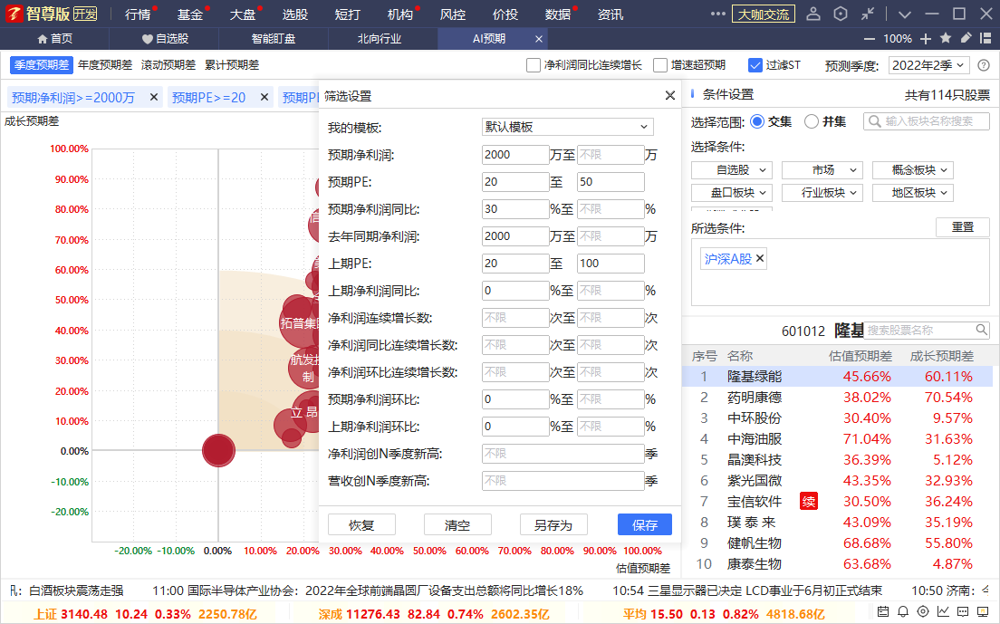 智尊版 开发 行情 基金 大盘 选股 短打 机构 风控 价投 数据 资讯 大咖交流
首页 自选股 智能盯盘 北向行业 AI预期 100%
季度预期差 年度预期差 滚动预期差 累计预期差 净利润同比连续增长 增速超预期 过滤ST 预测季度: 2022年2季
预期净利润>=2000万 预期PE>=20 预期P
成长预期差
100.00%
90.00%
80.00%
70.00%
60.00%
50.00%
40.00%
30.00%
20.00%
10.00%
0.00%
-10.00%
-20.00%
拓普集团
航发控
制
立 昂
-20.00% -10.00% 0.00% 10.00% 20.00% 30.00% 40.00% 50.00% 60.00% 70.00% 80.00% 90.00% 100.00%
估值预期差
筛选设置
我的模板: 默认模板
预期净利润: 2000 万至 不限 万
预期PE: 20 至 50
预期净利润同比: 30 %至 不限 %
去年同期净利润: 2000 万至 不限 万
上期PE: 20 至 100
上期净利润同比: 0 %至 不限 %
净利润连续增长数: 不限 次至 不限 次
净利润同比连续增长数: 不限 次至 不限 次
净利润环比连续增长数: 不限 次至 不限 次
预期净利润环比: 0 %至 不限 %
上期净利润环比: 0 %至 不限 %
净利润创N季度新高: 不限 季
营收创N季度新高: 不限 季
恢复 清空 另存为 保存
条件设置 共有114只股票
选择范围: 交集 并集 输入板块名称搜索
选择条件:
自选股 市场 概念板块
盘口板块 行业板块 地区板块
所选条件: 重置
沪深A股
601012 隆基 搜索股票名称
序号 名称 估值预期差 成长预期差
1 隆基绿能 45.66% 60.11%
2 药明康德 38.02% 70.54%
3 中环股份 30.40% 9.57%
4 中海油服 71.04% 31.63%
5 晶澳科技 36.39% 5.12%
6 紫光国微 43.35% 32.93%
7 宝信软件 续 30.50% 36.24%
8 璞 泰 来 43.09% 35.19%
9 健帆生物 68.68% 55.80%
10 康泰生物 63.68% 4.87%
白酒板块震荡走强 11:00 国际半导体产业协会：2022年全球前端晶圆厂设备支出总额将同比增长18% 10:54 三星显示器已决定 LCD事业于6月初正式结束 10:50 济南：
上证 3140.48 10.24 0.33% 2250.78亿 深成 11276.43 82.84 0.74% 2602.35亿 平均 15.50 0.13 0.82% 4818.68亿